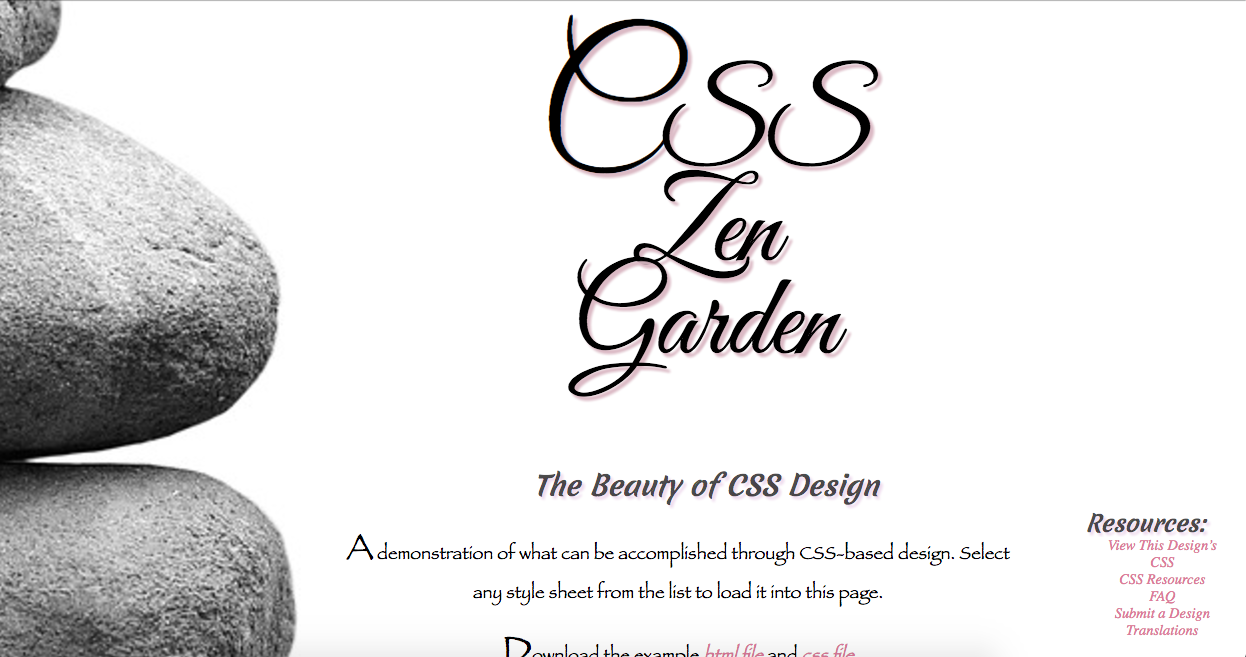 CSS
Zen
Garden
The Beauty of CSS Design
A demonstration of what can be accomplished through CSS-based design. Select
any style sheet from the list to load it into this page.
Download the example html file and css file
Resources:
View This Design's
CSS
CSS Resources
FAQ
Submit a Design
Translations